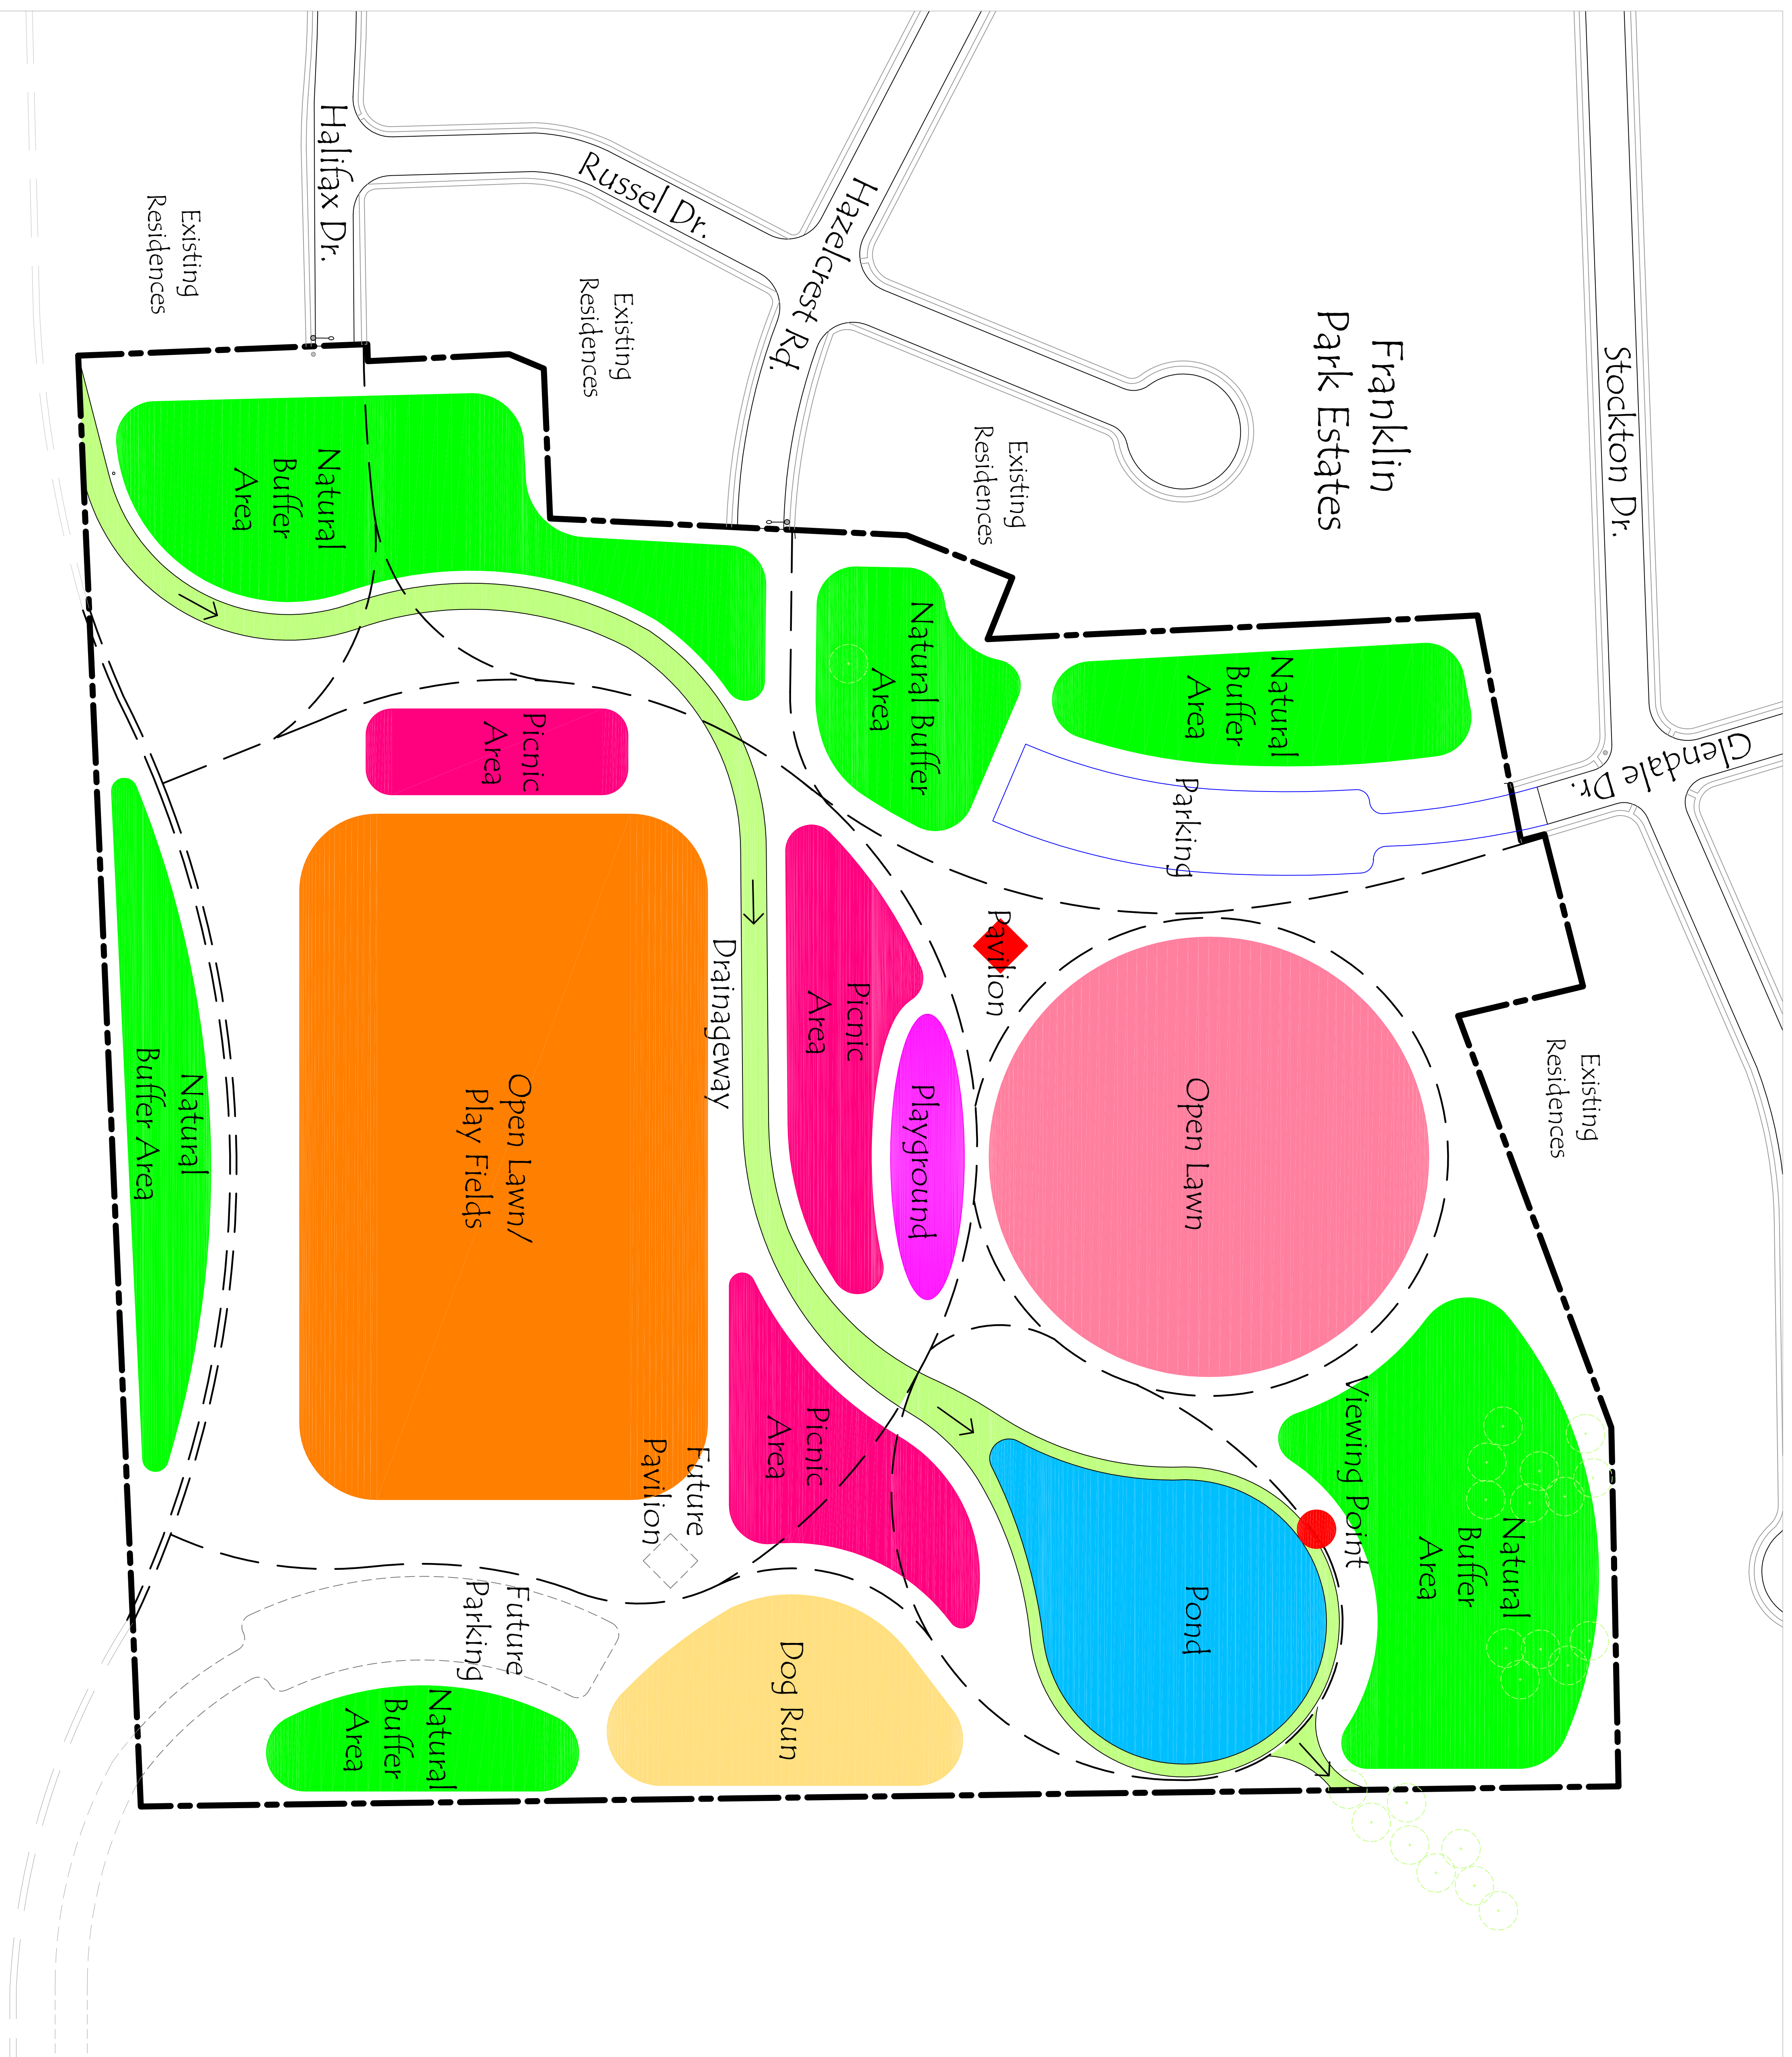 Stockton Dr.
Glendale Dr.
Franklin
Park Estates
Hazelcrest Rd.
Russel Dr.
Halifax Dr.
Existing
Residences
Existing
Residences
Existing
Residences
Existing
Residences
Natural
Buffer
Area
Natural Buffer
Area
Natural
Buffer
Area
Parking
Pavilion
Picnic
Area
Open Lawn
Playground
Picnic
Area
Drainageway
Open Lawn/
Play Fields
Natural
Buffer Area
Viewing Point
Natural
Buffer
Area
Picnic
Area
Future
Pavilion
Pond
Dog Run
Future
Parking
Natural
Buffer
Area